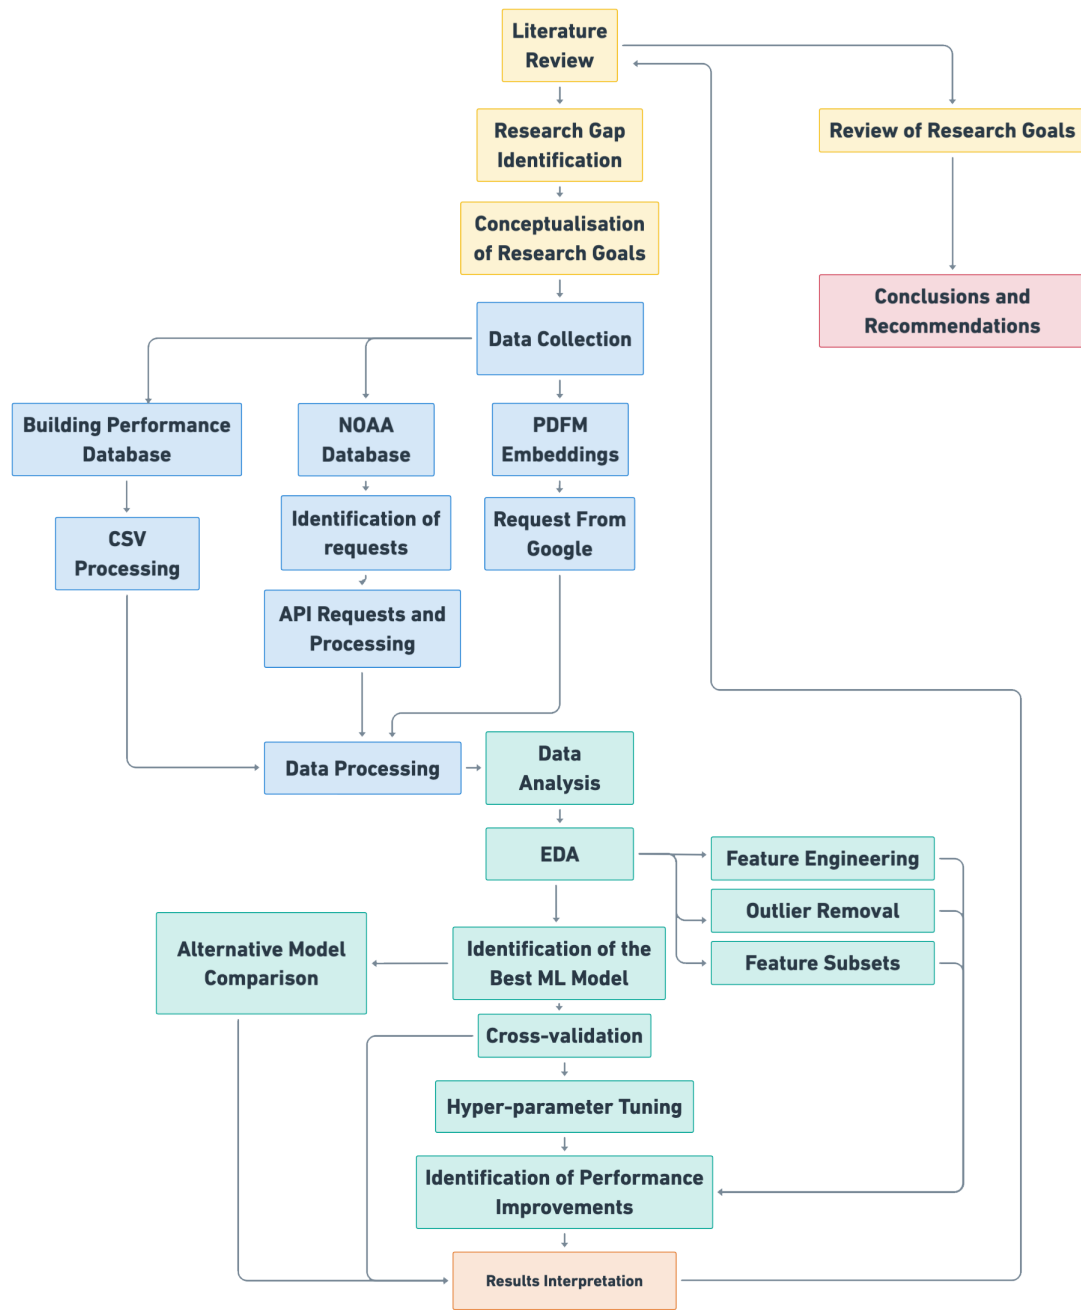 Literature
Review
Research Gap
Identification
Review of Research Goals
Conceptualisation
of Research Goals
Conclusions and
Recommendations
Data Collection
Building Performance
Database
NOAA
Database
PDFM
Embeddings
CSV
Processing
Identification of
requests
Request From
Google
API Requests and
Processing
Data Processing
Data
Analysis
EDA
Feature Engineering
Outlier Removal
Feature Subsets
Alternative Model
Comparison
Identification of the
Best ML Model
Cross-validation
Hyper-parameter Tuning
Identification of Performance
Improvements
Results Interpretation